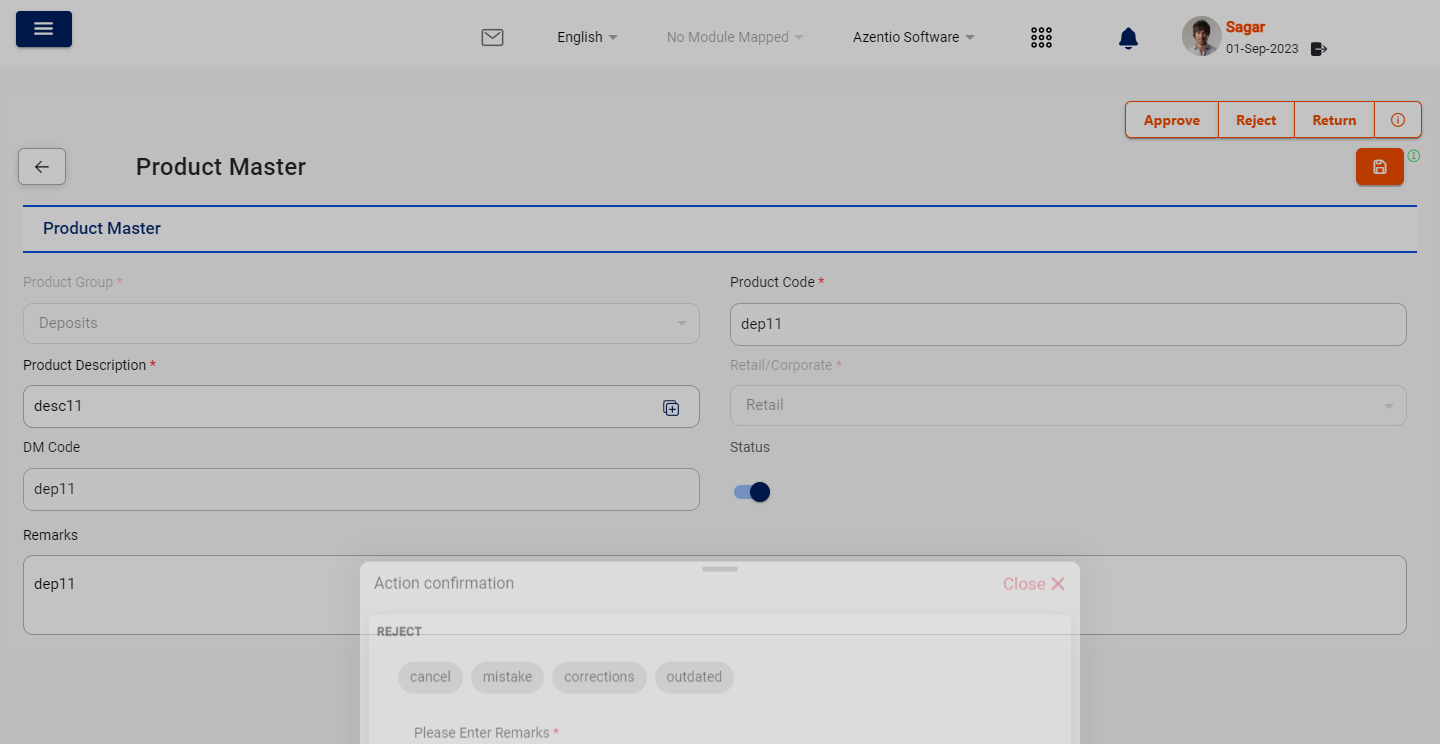 English No Module Mapped Azentio Software Sagar
01-Sep-2023
Approve Reject Return
Product Master
Product Master
Product Group * Product Code *
Deposits dep11
Product Description * Retail/Corporate *
desc11 Retail
DM Code Status
dep11
Remarks
dep11
Action confirmation Close
REJECT
cancel mistake corrections outdated
Please Enter Remarks *